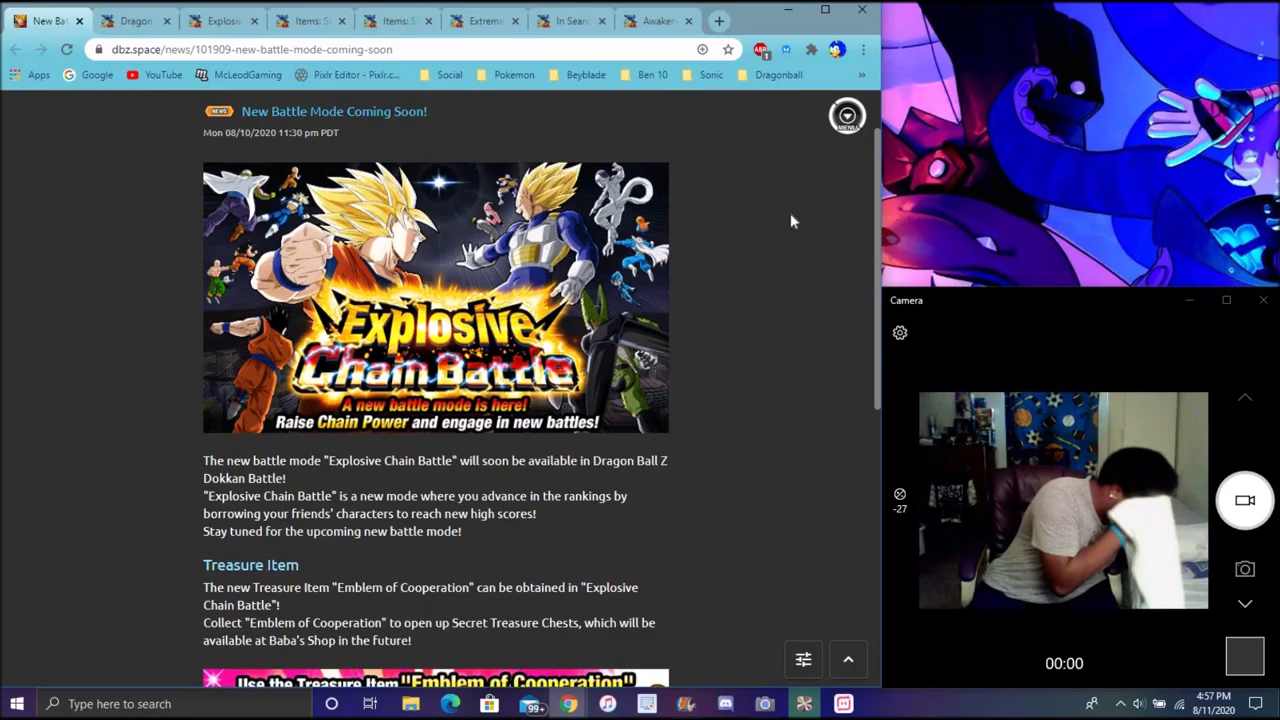 New Bat
Dragon
Explosiv
Items: S
Items: S
Extreme
In Searc
Awaken
dbz.space/news/101909-new-battle-mode-coming-soon
ABP
1
Apps
Google
YouTube
McLeodGaming
Pixlr Editor - Pixlr.c...
Social
Pokemon
Beyblade
Ben 10
Sonic
Dragonball
»
NEWS
New Battle Mode Coming Soon!
MENU
Mon 08/10/2020 11:30 pm PDT
Explosive
Chain Battle
A new battle mode is here!
Raise Chain Power and engage in new battles!
The new battle mode "Explosive Chain Battle" will soon be available in Dragon Ball Z
Dokkan Battle!
"Explosive Chain Battle" is a new mode where you advance in the rankings by
borrowing your friends' characters to reach new high scores!
Stay tuned for the upcoming new battle mode!
Treasure Item
The new Treasure Item "Emblem of Cooperation" can be obtained in "Explosive
Chain Battle"!
Collect "Emblem of Cooperation" to open up Secret Treasure Chests, which will be
available at Baba's Shop in the future!
Use the Treasure Item "Emblem of Cooperation"
Camera
-27
00:00
Type here to search
99+
4:57 PM
8/11/2020